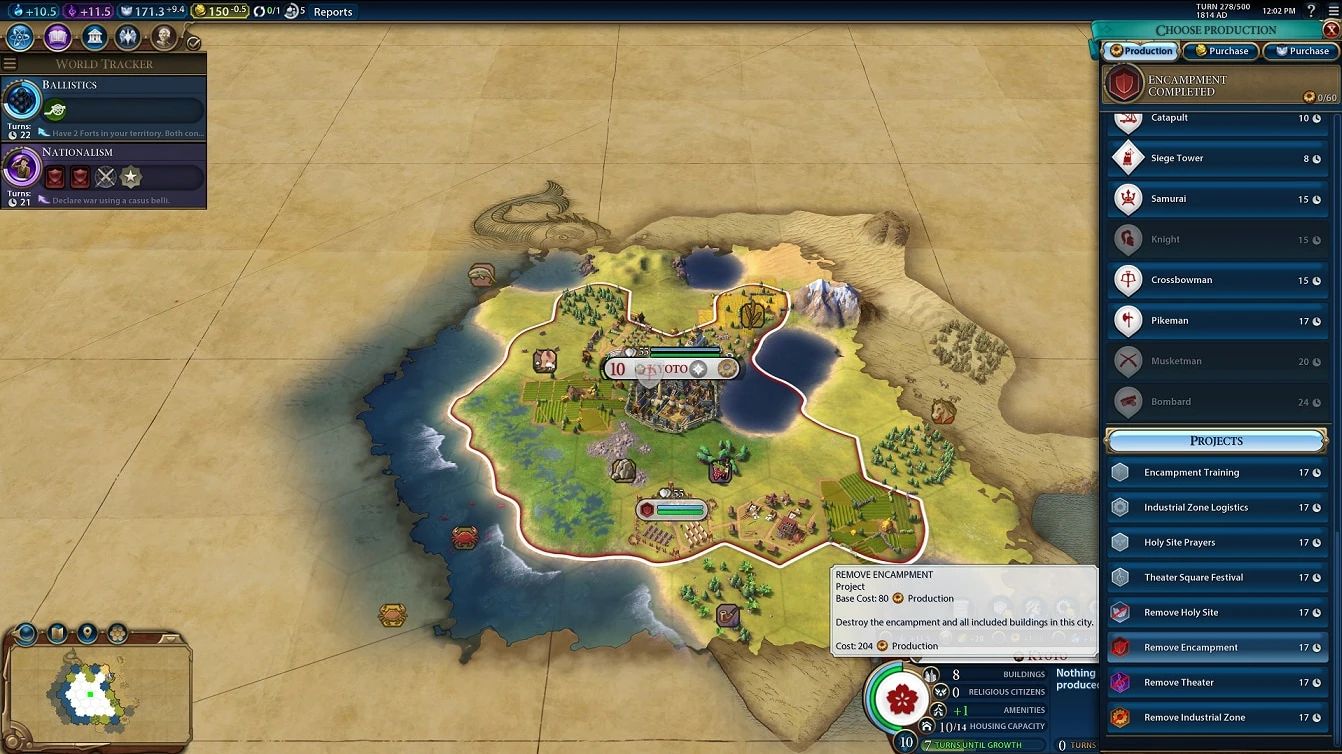 +10.5 +11.5 171.3 +9.4 150 -0.5 0/1 5 Reports
TURN 278/500
1814 AD
12:02 PM ?
CHOOSE PRODUCTION
Production Purchase Purchase
ENCAMPMENT
COMPLETED
0/60
WORLD TRACKER
BALLISTICS
Turns:
22
Have 2 Forts in your territory. Both con...
NATIONALISM
Turns:
21
Declare war using a casus belli.
Catapult 10
Siege Tower 8
Samurai 15
Knight 15
Crossbowman 15
Pikeman 17
Musketman 20
Bombard 24
PROJECTS
Encampment Training 17
Industrial Zone Logistics 17
Holy Site Prayers 17
Theater Square Festival 17
Remove Holy Site 17
Remove Encampment 17
Remove Theater 17
Remove Industrial Zone 17
55
10 KYOTO
55
REMOVE ENCAMPMENT
Project
Base Cost: 80 Production
Destroy the encampment and all included buildings in this city.
Cost: 204 Production
KYOTO
8 BUILDINGS
0 RELIGIOUS CITIZENS
+1 AMENITIES
10/14 HOUSING CAPACITY
10 7 TURNS UNTIL GROWTH
Nothing
produced
0 TURNS